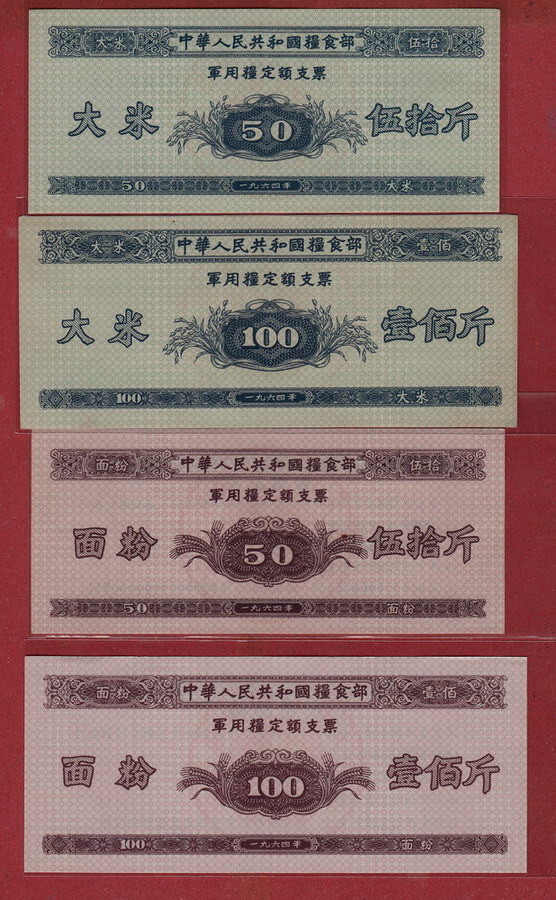 大米 中華人民共和國糧食部 伍拾
軍用糧定額支票
大米 50 伍拾斤
50 一九六四年 大米
大米 中華人民共和國糧食部 壹佰
軍用糧定額支票
大米 100 壹佰斤
100 一九六四年 大米
面粉 中華人民共和國糧食部 伍拾
軍用糧定額支票
面粉 50 伍拾斤
50 一九六四年 面粉
面粉 中華人民共和國糧食部 壹佰
軍用糧定額支票
面粉 100 壹佰斤
100 一九六四年 面粉